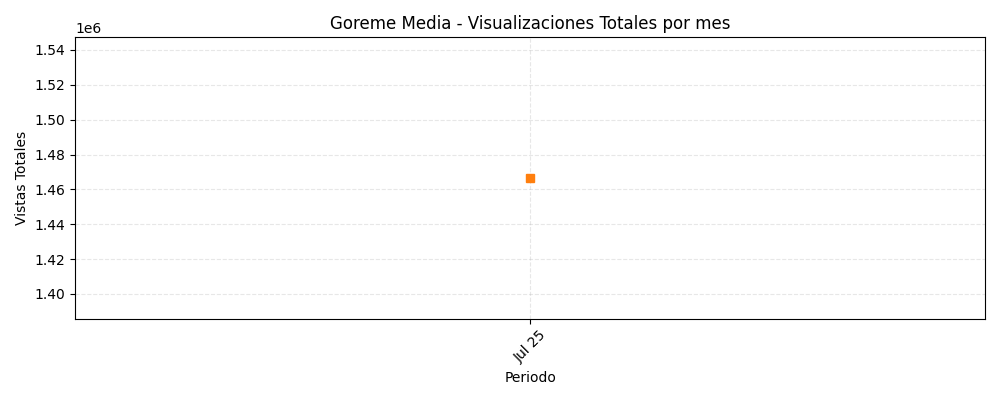 Goreme Media - Visualizaciones Totales por mes
1e6
1.54
1.52
1.50
1.48
1.46
1.44
1.42
1.40
Vistas Totales
Jul 25
Periodo